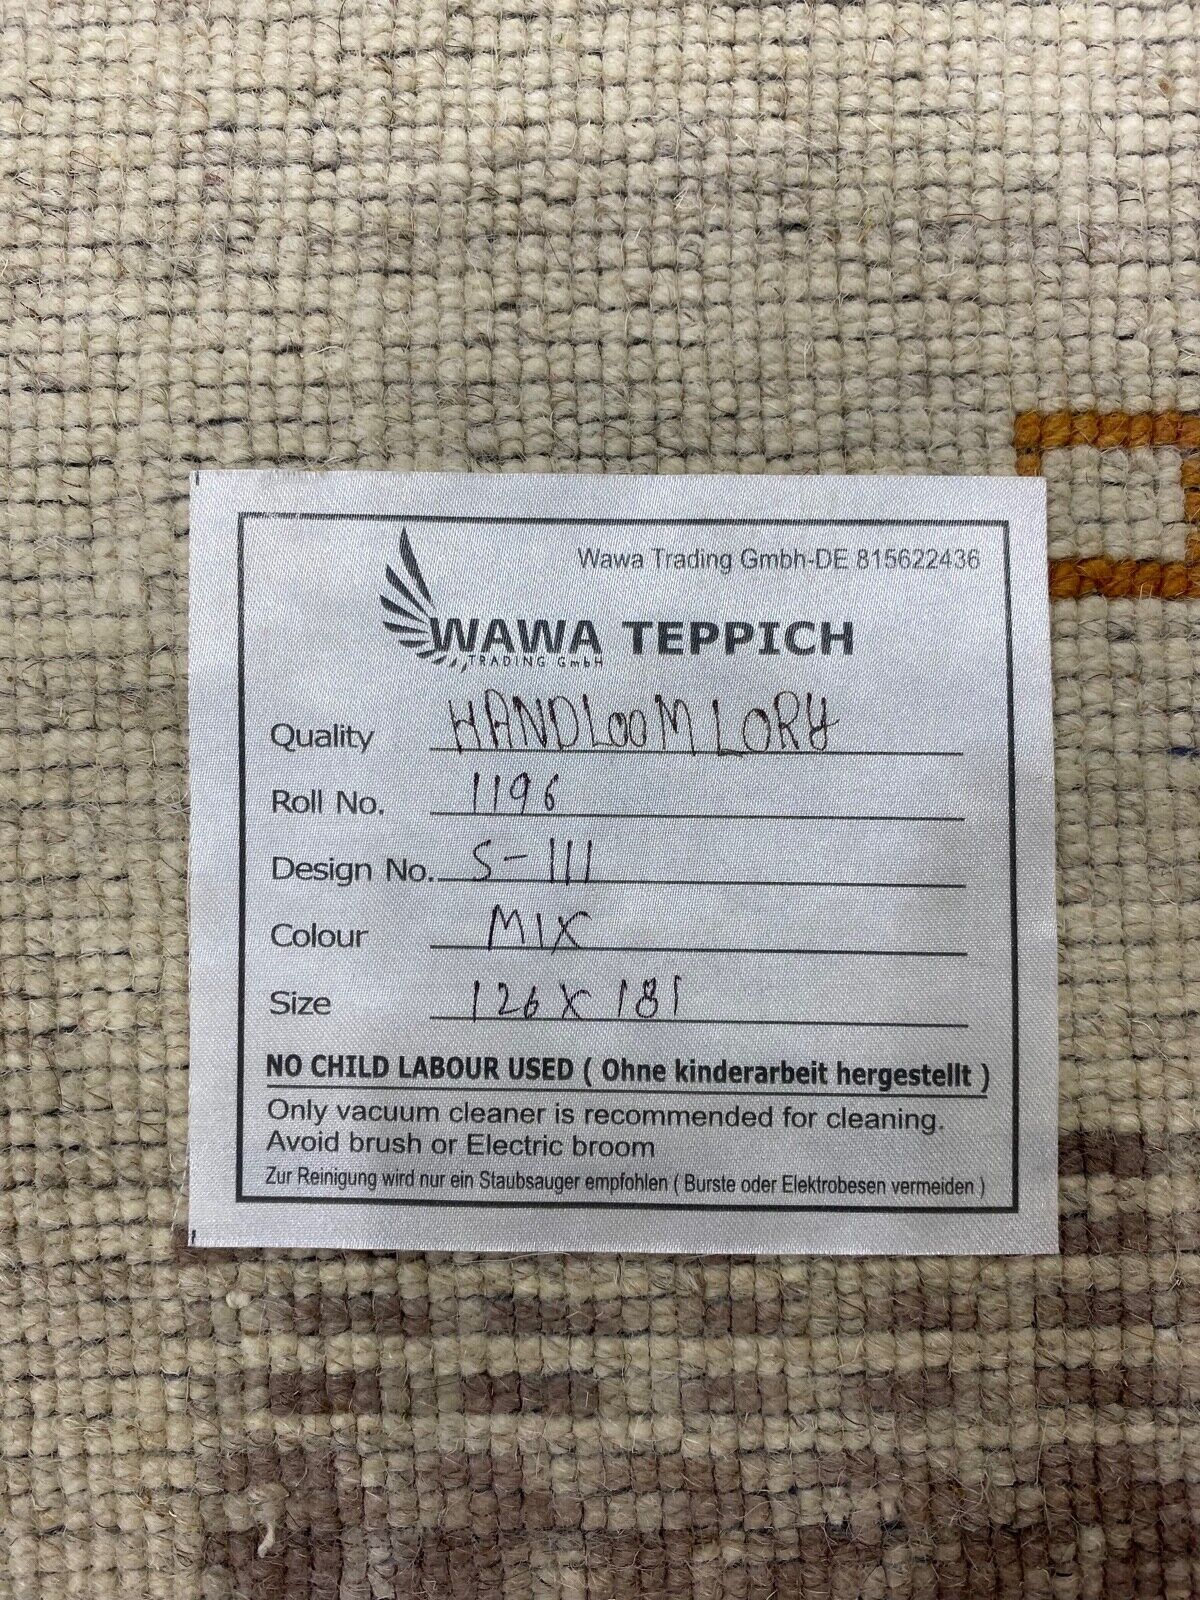 Wawa Trading Gmbh-DE 815622436
WAWA TEPPICH
TRADING GmbH
Quality HANDLOOM LORY
Roll No. 1196
Design No. S-111
Colour MIX
Size 126 X 181
NO CHILD LABOUR USED ( Ohne kinderarbeit hergestellt )
Only vacuum cleaner is recommended for cleaning.
Avoid brush or Electric broom
Zur Reinigung wird nur ein Staubsauger empfohlen ( Burste oder Elektrobesen vermeiden )